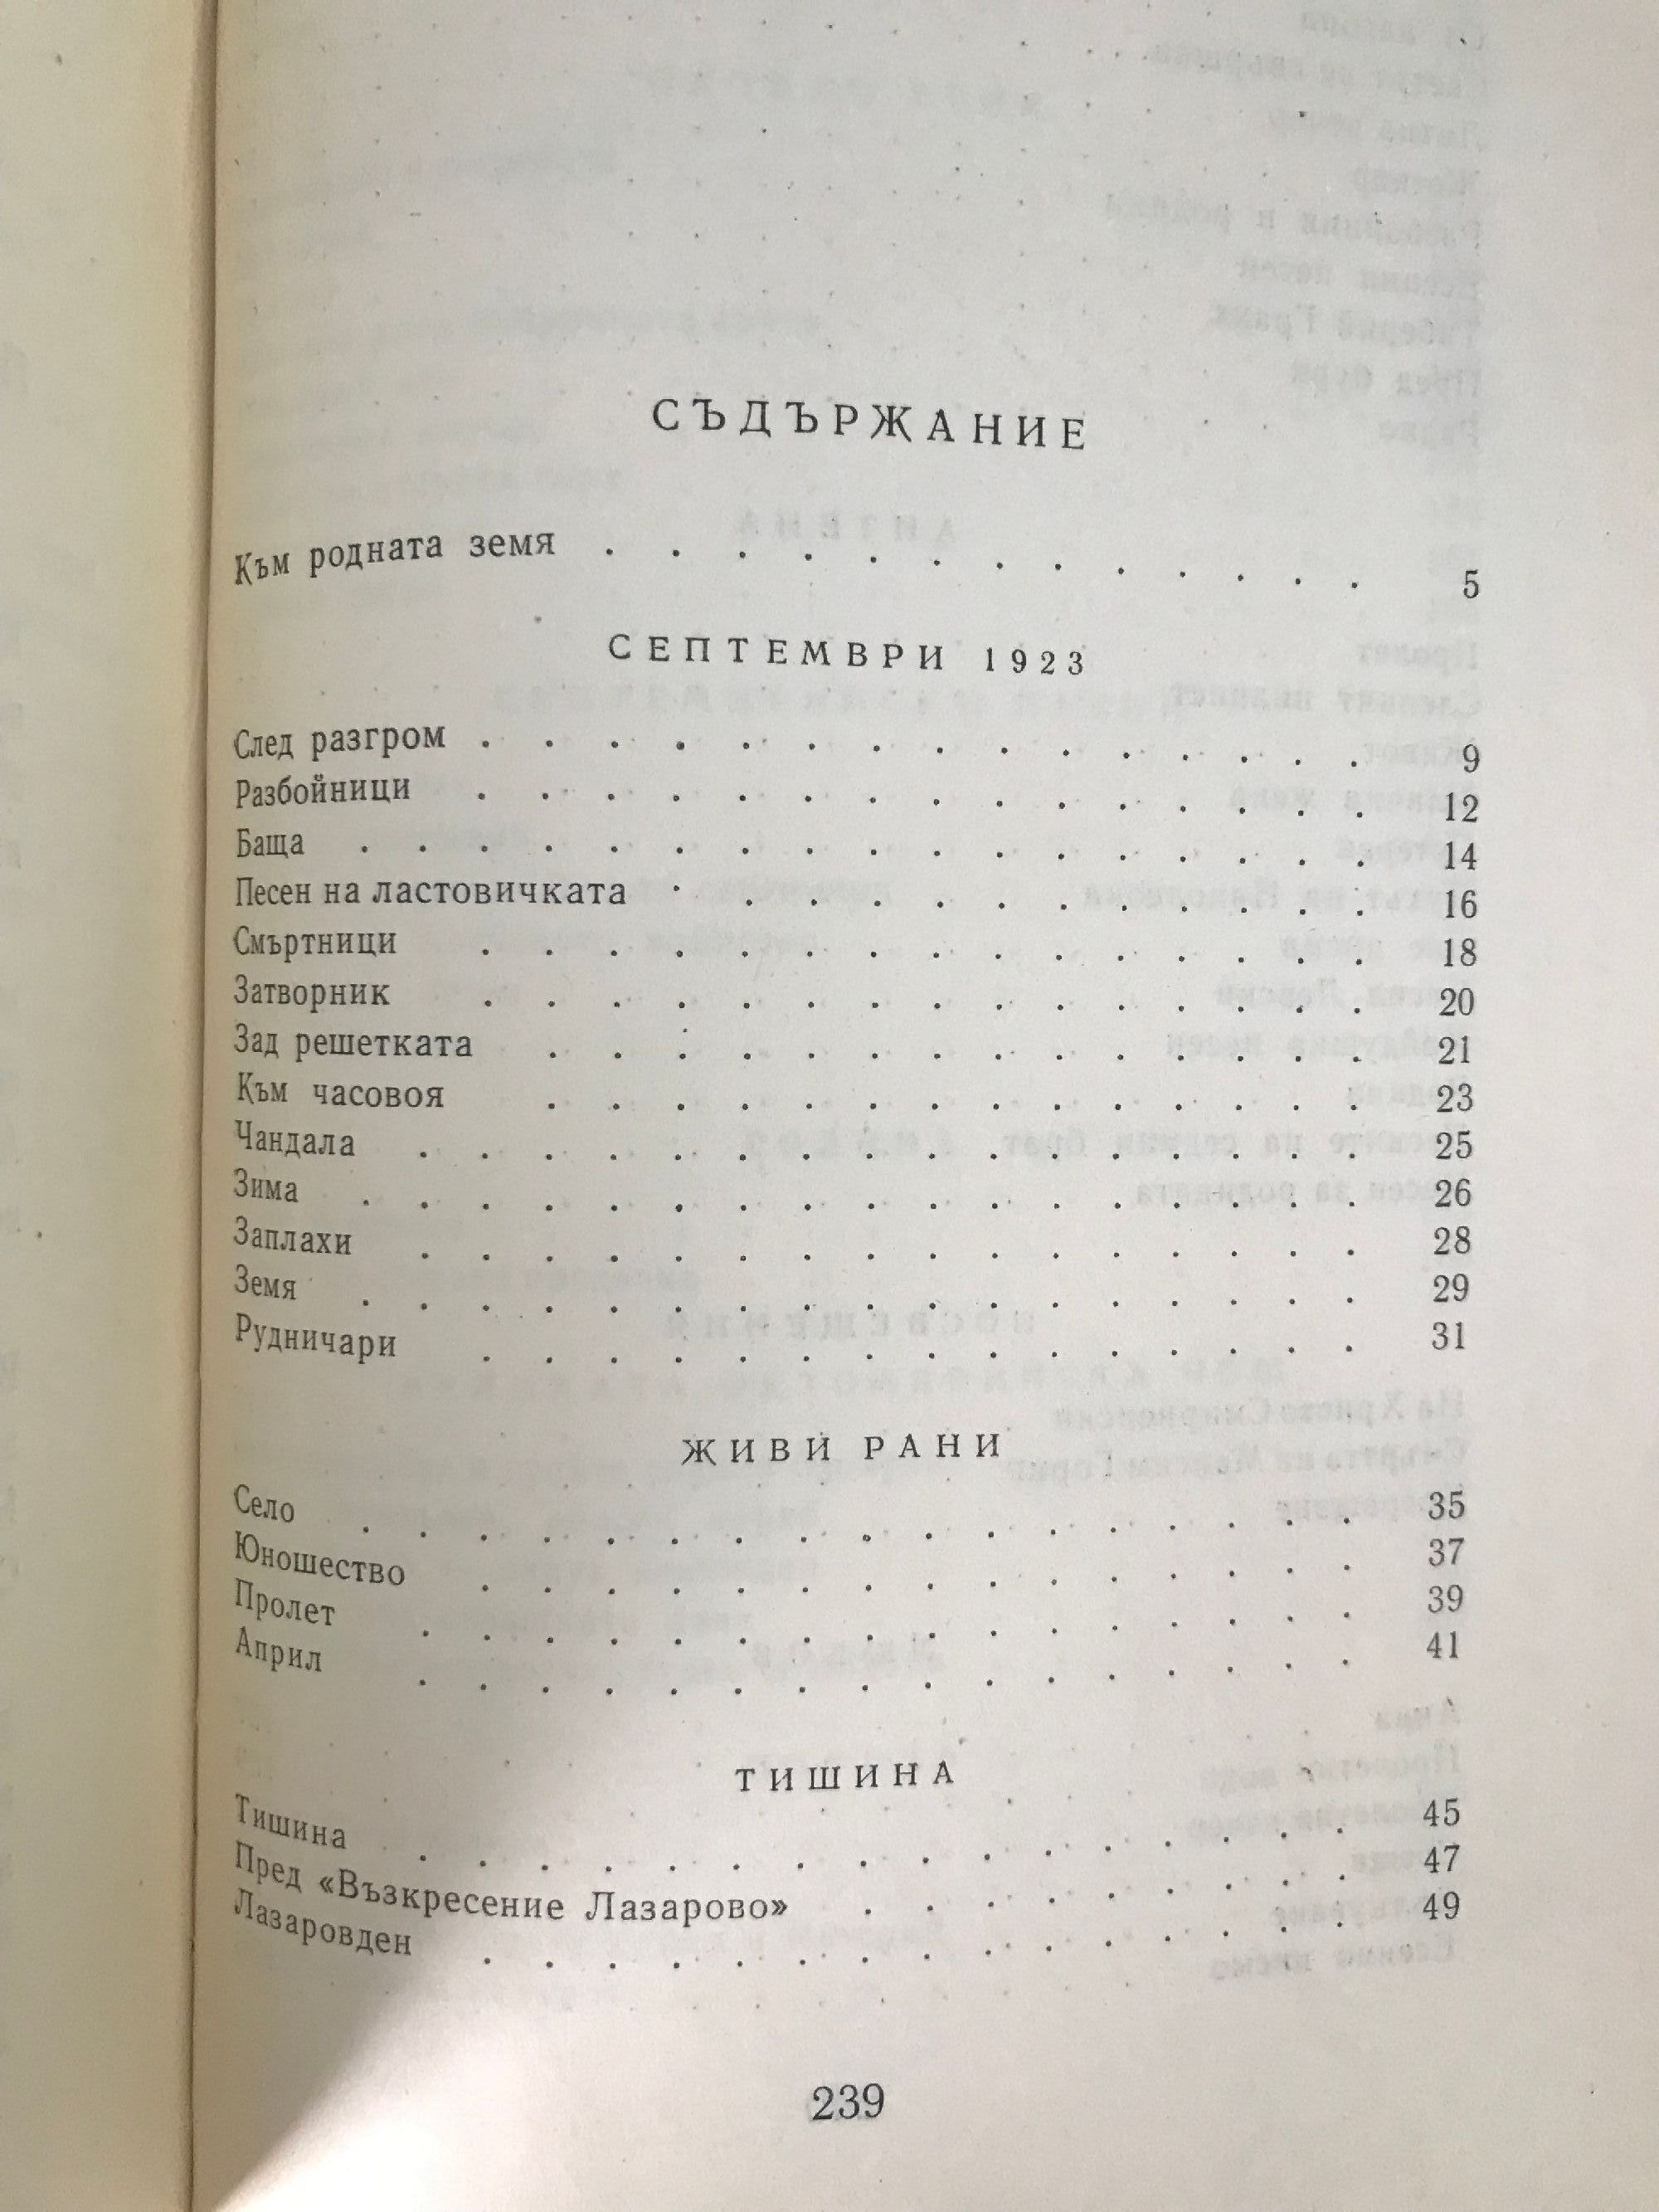 СЪДЪРЖАНИЕ
Към родната земя . . . . . . . . . . . . . 5
СЕПТЕМВРИ 1923
След разгром . . . . . . . . . . . . . . . 9
Разбойници . . . . . . . . . . . . . . . 12
Баща . . . . . . . . . . . . . . . . . 14
Песен на ластовичката . . . . . . . . . . . . 16
Смъртници . . . . . . . . . . . . . . . 18
Затворник . . . . . . . . . . . . . . . 20
Зад решетката . . . . . . . . . . . . . . 21
Към часовоя . . . . . . . . . . . . . . 23
Чандала . . . . . . . . . . . . . . . . 25
Зима . . . . . . . . . . . . . . . . . 26
Заплахи . . . . . . . . . . . . . . . . 28
Земя . . . . . . . . . . . . . . . . . 29
Рудничари . . . . . . . . . . . . . . . 31
ЖИВИ РАНИ
Село . . . . . . . . . . . . . . . . . 35
Юношество . . . . . . . . . . . . . . . 37
Пролет . . . . . . . . . . . . . . . . 39
Април . . . . . . . . . . . . . . . . 41
ТИШИНА
Тишина . . . . . . . . . . . . . . . . 45
Пред «Възкресение Лазарово» . . . . . . . . . 47
Лазаровден . . . . . . . . . . . . . . . 49
239